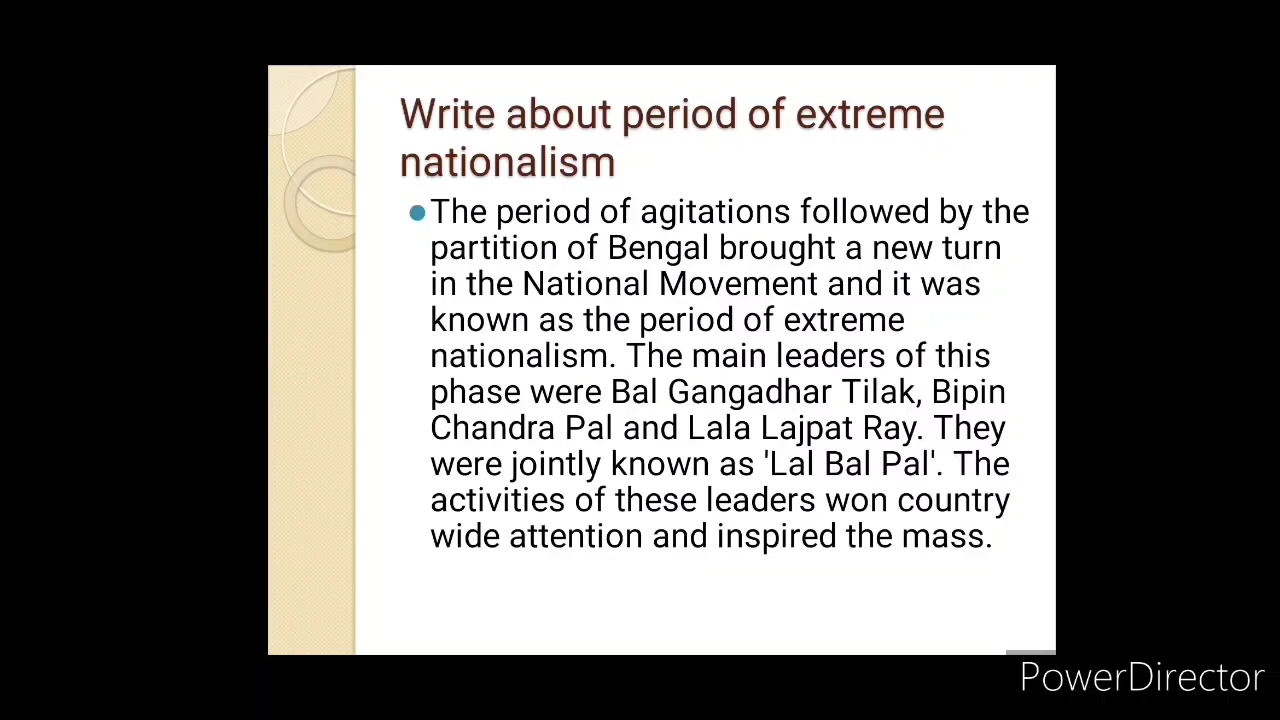 Write about period of extreme
nationalism
The period of agitations followed by the
partition of Bengal brought a new turn
in the National Movement and it was
known as the period of extreme
nationalism. The main leaders of this
phase were Bal Gangadhar Tilak, Bipin
Chandra Pal and Lala Lajpat Ray. They
were jointly known as 'Lal Bal Pal'. The
activities of these leaders won country
wide attention and inspired the mass.
PowerDirector